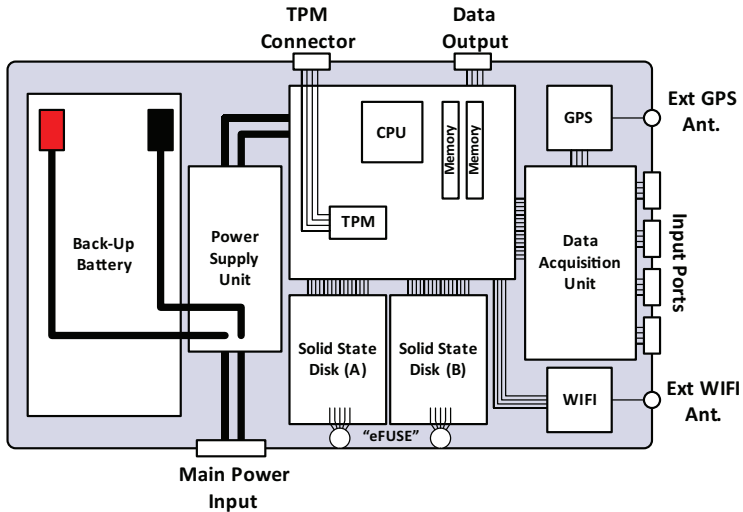 TPM
Connector
Data
Output
CPU
Memory
Memory
TPM
GPS
Ext GPS
Ant.
Back-Up
Battery
Power
Supply
Unit
Data
Acquisition
Unit
Input Ports
Solid State
Disk (A)
Solid State
Disk (B)
WIFI
Ext WIFI
Ant.
“eFUSE”
Main Power
Input